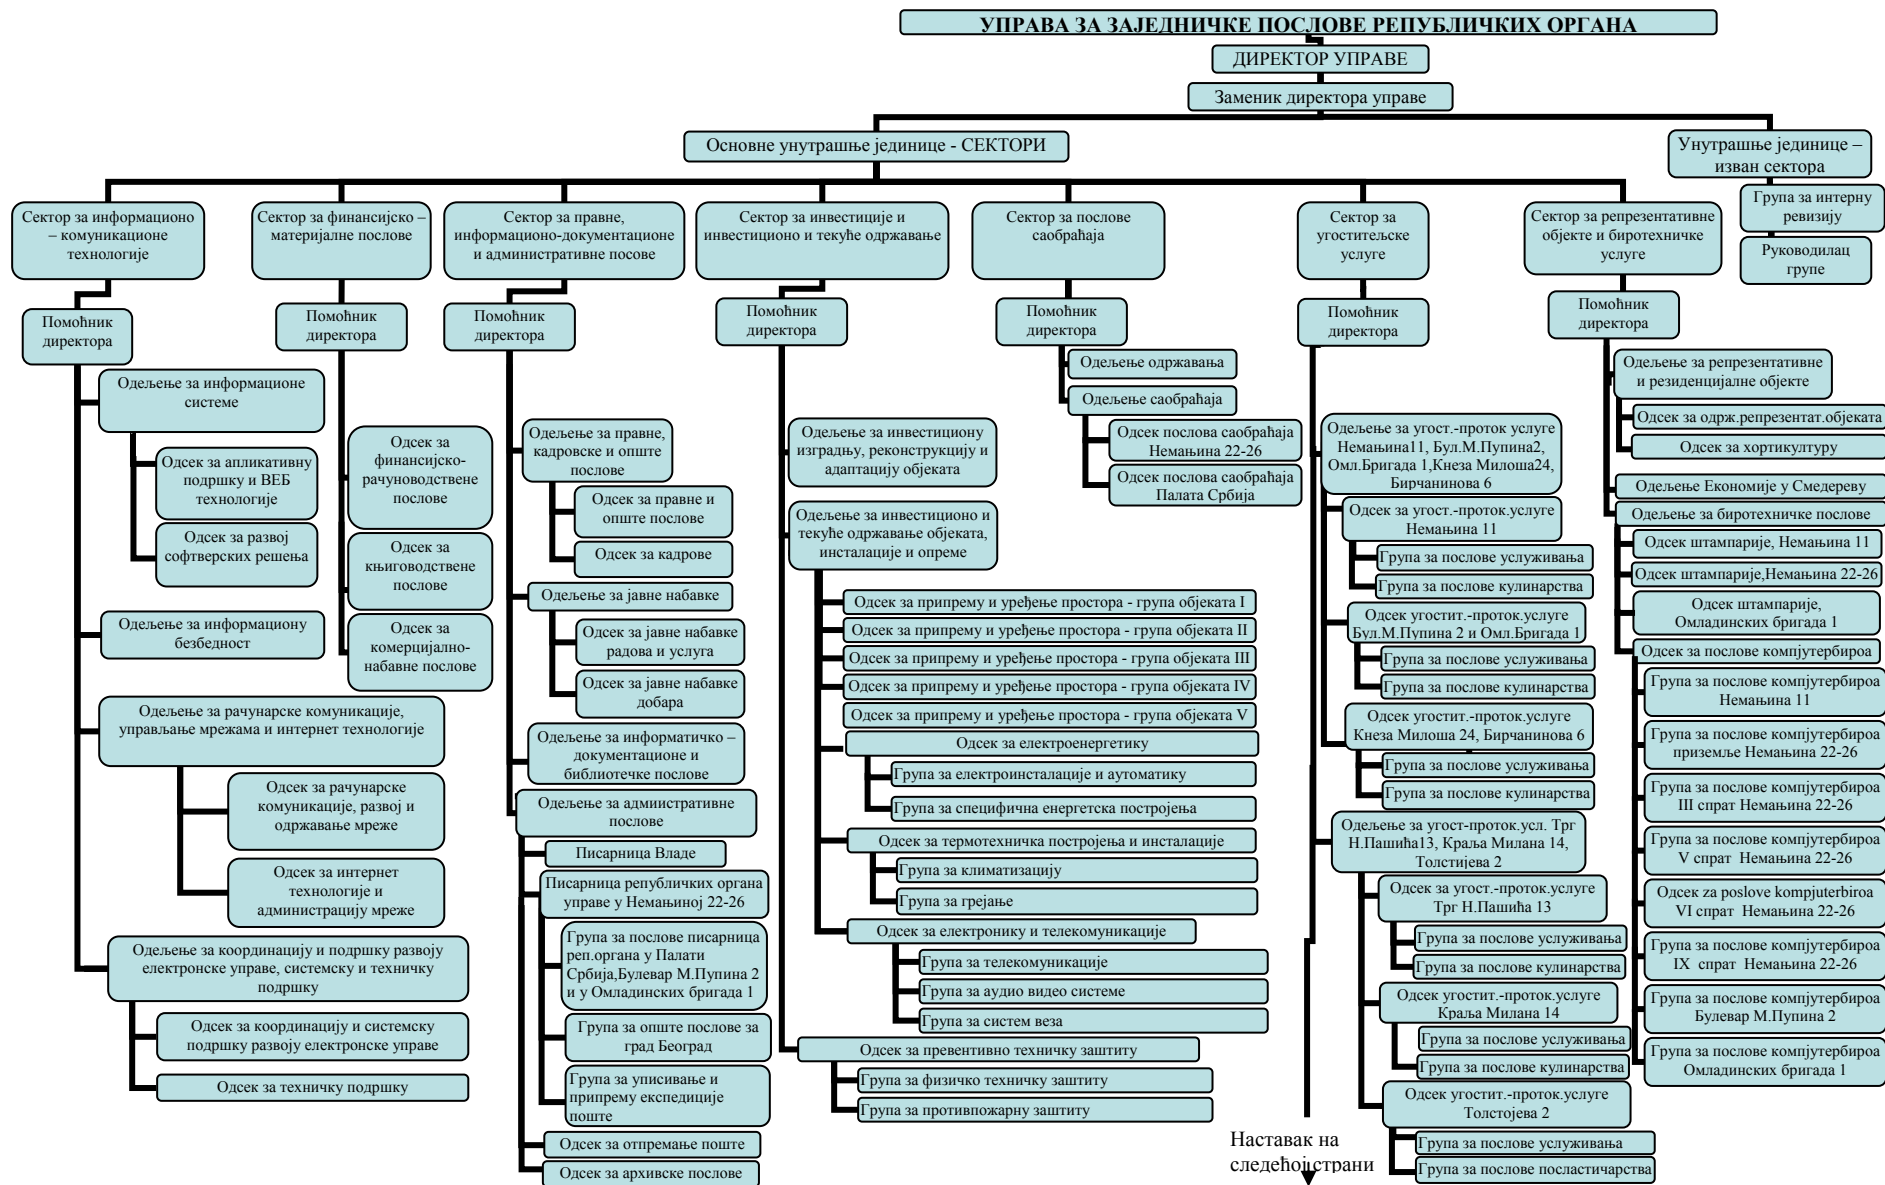 УПРАВА ЗА ЗАЈЕДНИЧКЕ ПОСЛОВЕ РЕПУБЛИЧКИХ ОРГАНА
ДИРЕКТОР УПРАВЕ
Заменик директора управе
Основне унутрашње јединице - СЕКТОРИ
Унутрашње јединице –
изван сектора
Група за интерну
ревизију
Руководилац
групе
Сектор за информационо
– комуникационе
технологије
Помоћник
директора
Одељење за информационе
системе
Одсек за апликативну
подршку и ВЕБ
технологије
Одсек за развој
софтверских решења
Одељење за информациону
безбедност
Одељење за рачунарске комуникације,
управљање мрежама и интернет технологије
Одсек за рачунарске
комуникације, развој и
одржавање мреже
Одсек за интернет
технологије и
администрацију мреже
Одељење за координацију и подршку развоју
електронске управе, системску и техничку
подршку
Одсек за координацију и системску
подршку развоју електронске управе
Одсек за техничку подршку
Сектор за финансијско –
материјалне послове
Помоћник
директора
Одсек за
финансијско-
рачуноводствене
послове
Одсек за
књиговодствене
послове
Одсек за
комерцијално-
набавне послове
Сектор за правне,
информационо-документационе
и административне посове
Помоћник
директора
Одељење за правне,
кадровске и опште
послове
Одсек за правне и
опште послове
Одсек за кадрове
Одељење за јавне набавке
Одсек за јавне набавке
радова и услуга
Одсек за јавне набавке
добара
Одељење за информатичко –
документационе и
библиотечке послове
Одељење за адмиистративне
послове
Писарница Владе
Писарница републичких органа
управе у Немањиној 22-26
Група за послове писарница
реп.органа у Палати
Србија,Булевар М.Пупина 2
и у Омладинских бригада 1
Група за опште послове за
град Београд
Група за уписивање и
припрему експедиције
поште
Одсек за отпремање поште
Одсек за архивске послове
Сектор за инвестиције и
инвестиционо и текуће одржавање
Помоћник
директора
Одељење за инвестициону
изградњу, реконструкцију и
адаптацију објеката
Одељење за инвестиционо и
текуће одржавање објеката,
инсталације и опреме
Одсек за припрему и уређење простора - група објеката I
Одсек за припрему и уређење простора - група објеката II
Одсек за припрему и уређење простора - група објеката III
Одсек за припрему и уређење простора - група објеката IV
Одсек за припрему и уређење простора - група објеката V
Одсек за електроенергетику
Група за електроинсталације и аутоматику
Група за специфична енергетска постројења
Одсек за термотехничка постројења и инсталације
Група за климатизацију
Група за грејање
Одсек за електронику и телекомуникације
Група за телекомуникације
Група за аудио видео системе
Група за систем веза
Одсек за превентивно техничку заштиту
Група за физичко техничку заштиту
Група за противпожарну заштиту
Сектор за послове
саобраћаја
Помоћник
директора
Одељење одржавања
Одељење саобраћаја
Одсек послова саобраћаја
Немањина 22-26
Одсек послова саобраћаја
Палата Србија
Сектор за
угоститељске
услуге
Помоћник
директора
Одељење за угост.-проток услуге
Немањина11, Бул.М.Пупина2,
Омл.Бригада 1,Кнеза Милоша24,
Бирчанинова 6
Одсек за угост.-проток.услуге
Немањина 11
Група за послове услуживања
Група за послове кулинарства
Одсек угостит.-проток.услуге
Бул.М.Пупина 2 и Омл.Бригада 1
Група за послове услуживања
Група за послове кулинарства
Одсек угостит.-проток.услуге
Кнеза Милоша 24, Бирчанинова 6
Група за послове услуживања
Група за послове кулинарства
Одељење за угост-проток.усл. Трг
Н.Пашића13, Краља Милана 14,
Толстијева 2
Одсек за угост.-проток.услуге
Трг Н.Пашића 13
Група за послове услуживања
Група за послове кулинарства
Одсек угостит.-проток.услуге
Краља Милана 14
Група за послове услуживања
Група за послове кулинарства
Одсек угостит.-проток.услуге
Толстојева 2
Група за послове услуживања
Група за послове посластичарства
Наставак на
следећој страни
Сектор за репрезентативне
објекте и биротехничке
услуге
Помоћник
директора
Одељење за репрезентативне
и резиденцијалне објекте
Одсек за одрж.репрезентат.објеката
Одсек за хортикултуру
Одељење Економије у Смедереву
Одељење за биротехничке послове
Одсек штампарије, Немањина 11
Одсек штампарије,Немањина 22-26
Одсек штампарије,
Омладинских бригада 1
Одсек за послове компјутербироа
Група за послове компјутербироа
Немањина 11
Група за послове компјутербироа
приземље Немањина 22-26
Група за послове компјутербироа
III спрат Немањина 22-26
Група за послове компјутербироа
V спрат Немањина 22-26
Одсек za poslove kompjuterbiroa
VI спрат Немањина 22-26
Група за послове компјутербироа
IX спрат Немањина 22-26
Група за послове компјутербироа
Булевар М.Пупина 2
Група за послове компјутербироа
Омладинских бригада 1